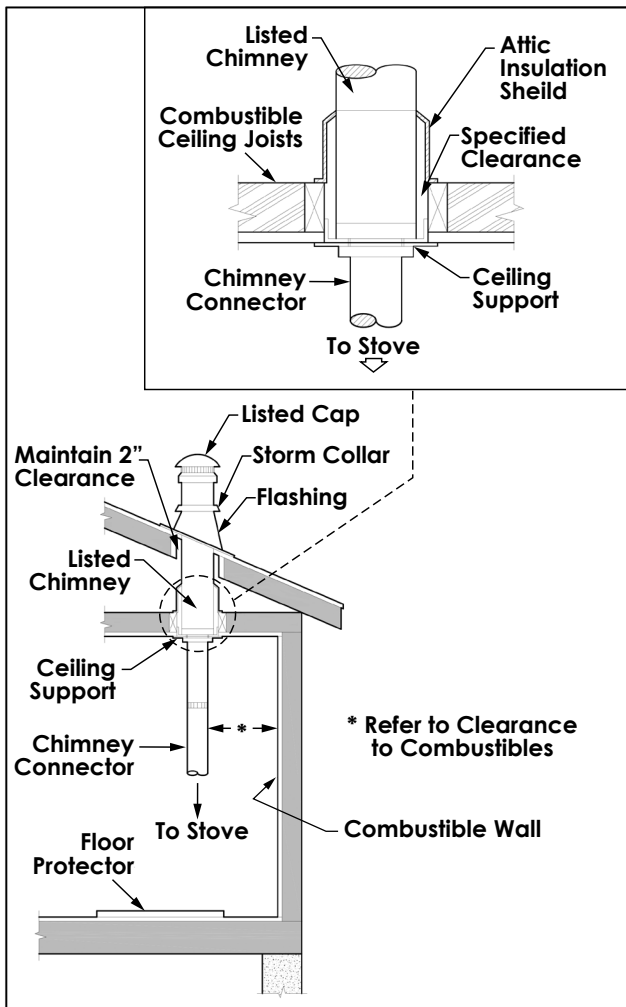 Listed
Chimney
Attic
Insulation
Sheild
Combustible
Ceiling Joists
Specified
Clearance
Chimney
Connector
Ceiling
Support
To Stove
Listed Cap
Maintain 2”
Clearance
Storm Collar
Flashing
Listed
Chimney
Ceiling
Support
*
* Refer to Clearance
to Combustibles
Chimney
Connector
To Stove
Combustible Wall
Floor
Protector